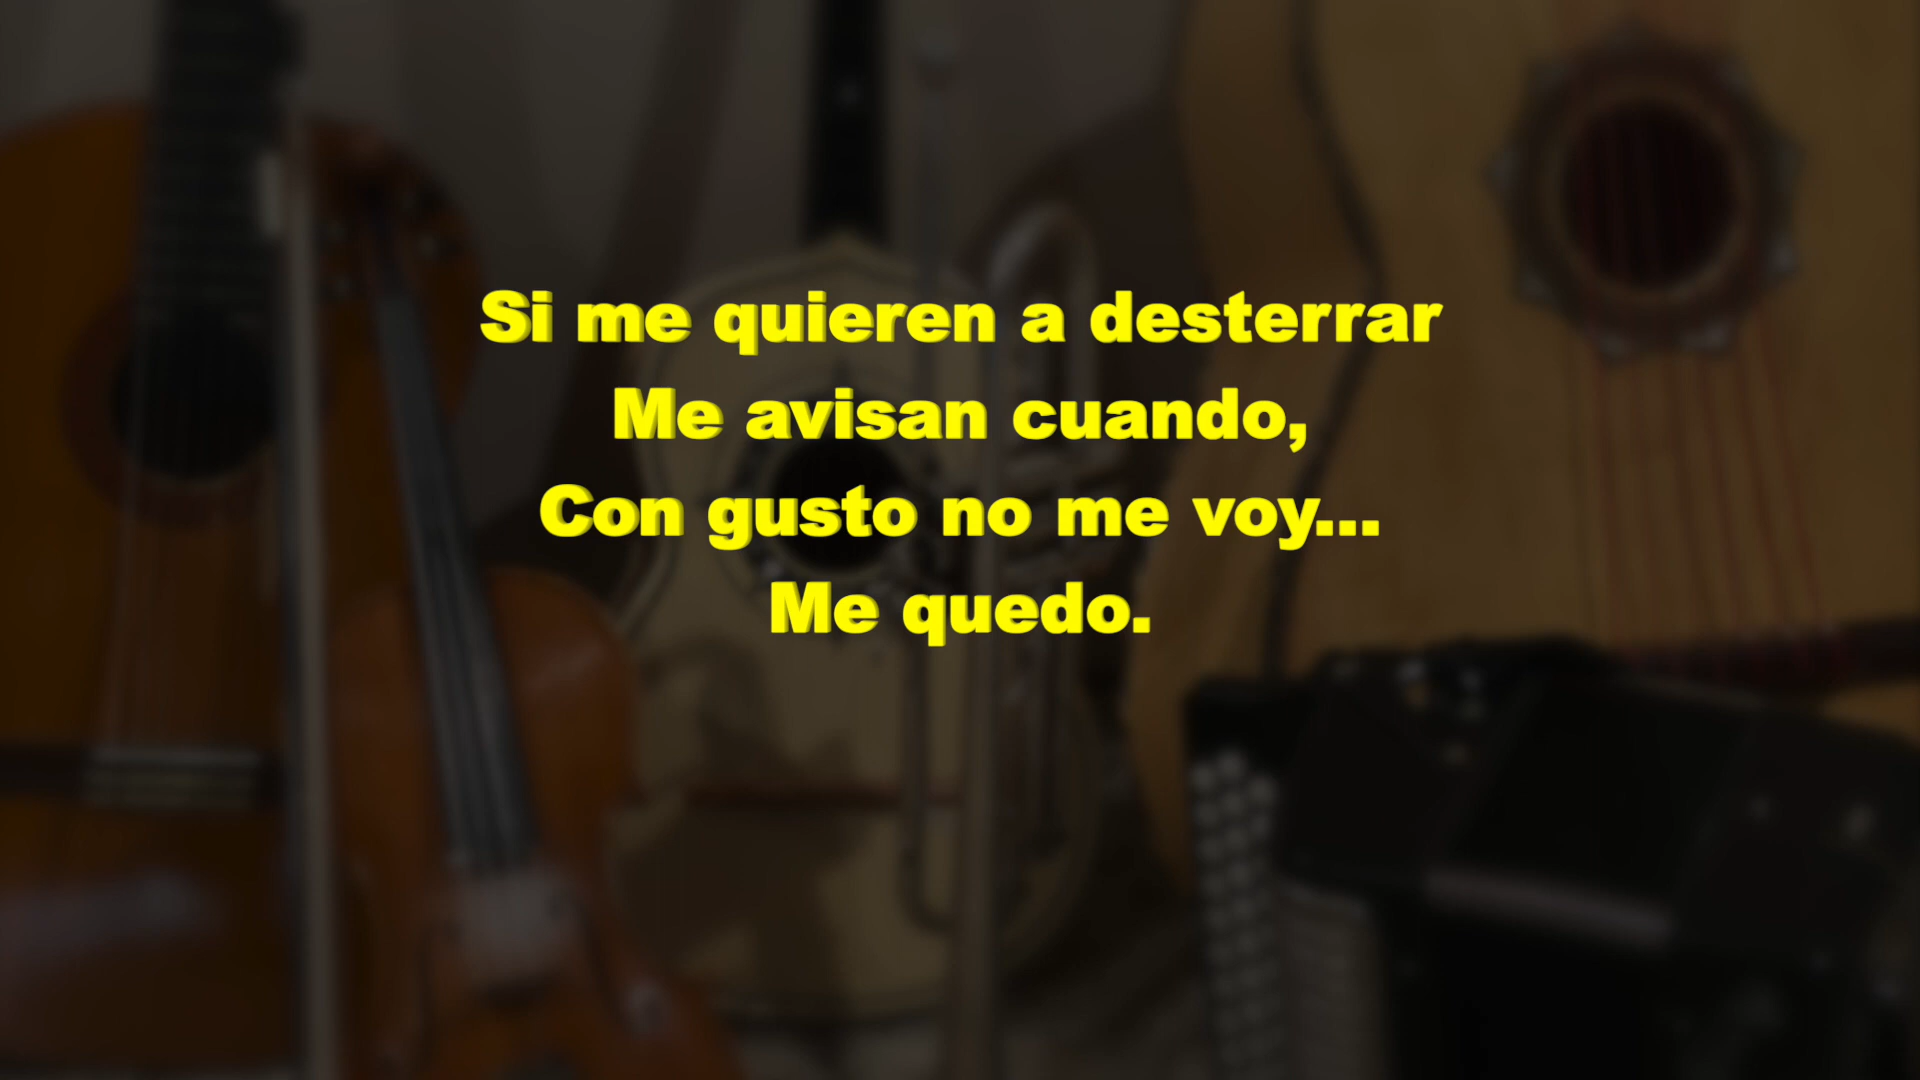 Si me quieren a desterrar
Me avisan cuando,
Con gusto no me voy...
Me quedo.